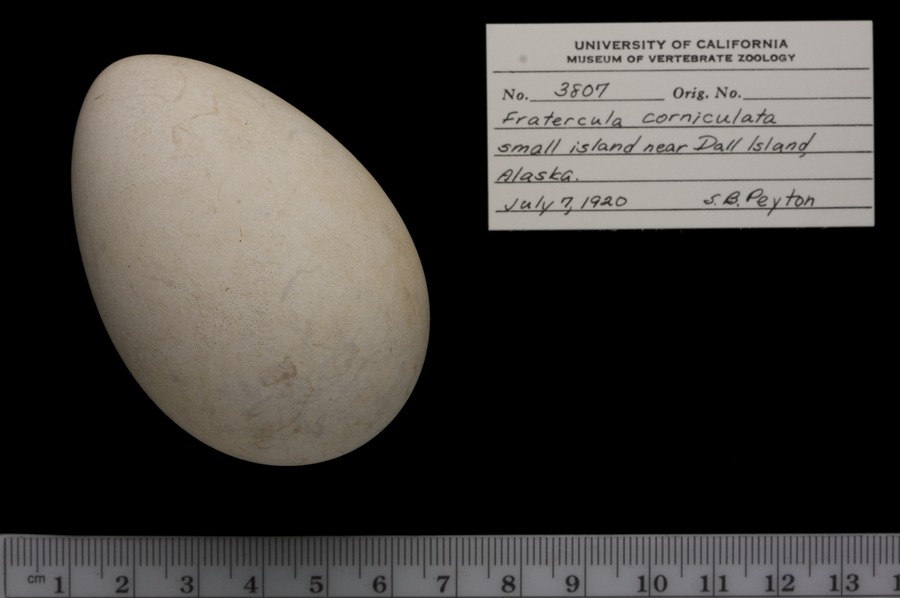 UNIVERSITY OF CALIFORNIA
MUSEUM OF VERTEBRATE ZOOLOGY
No. 3807 Orig. No.
Fratercula corniculata
small island near Dall Island,
Alaska.
July 7, 1920 S.B. Peyton
cm 1 2 3 4 5 6 7 8 9 10 11 12 13